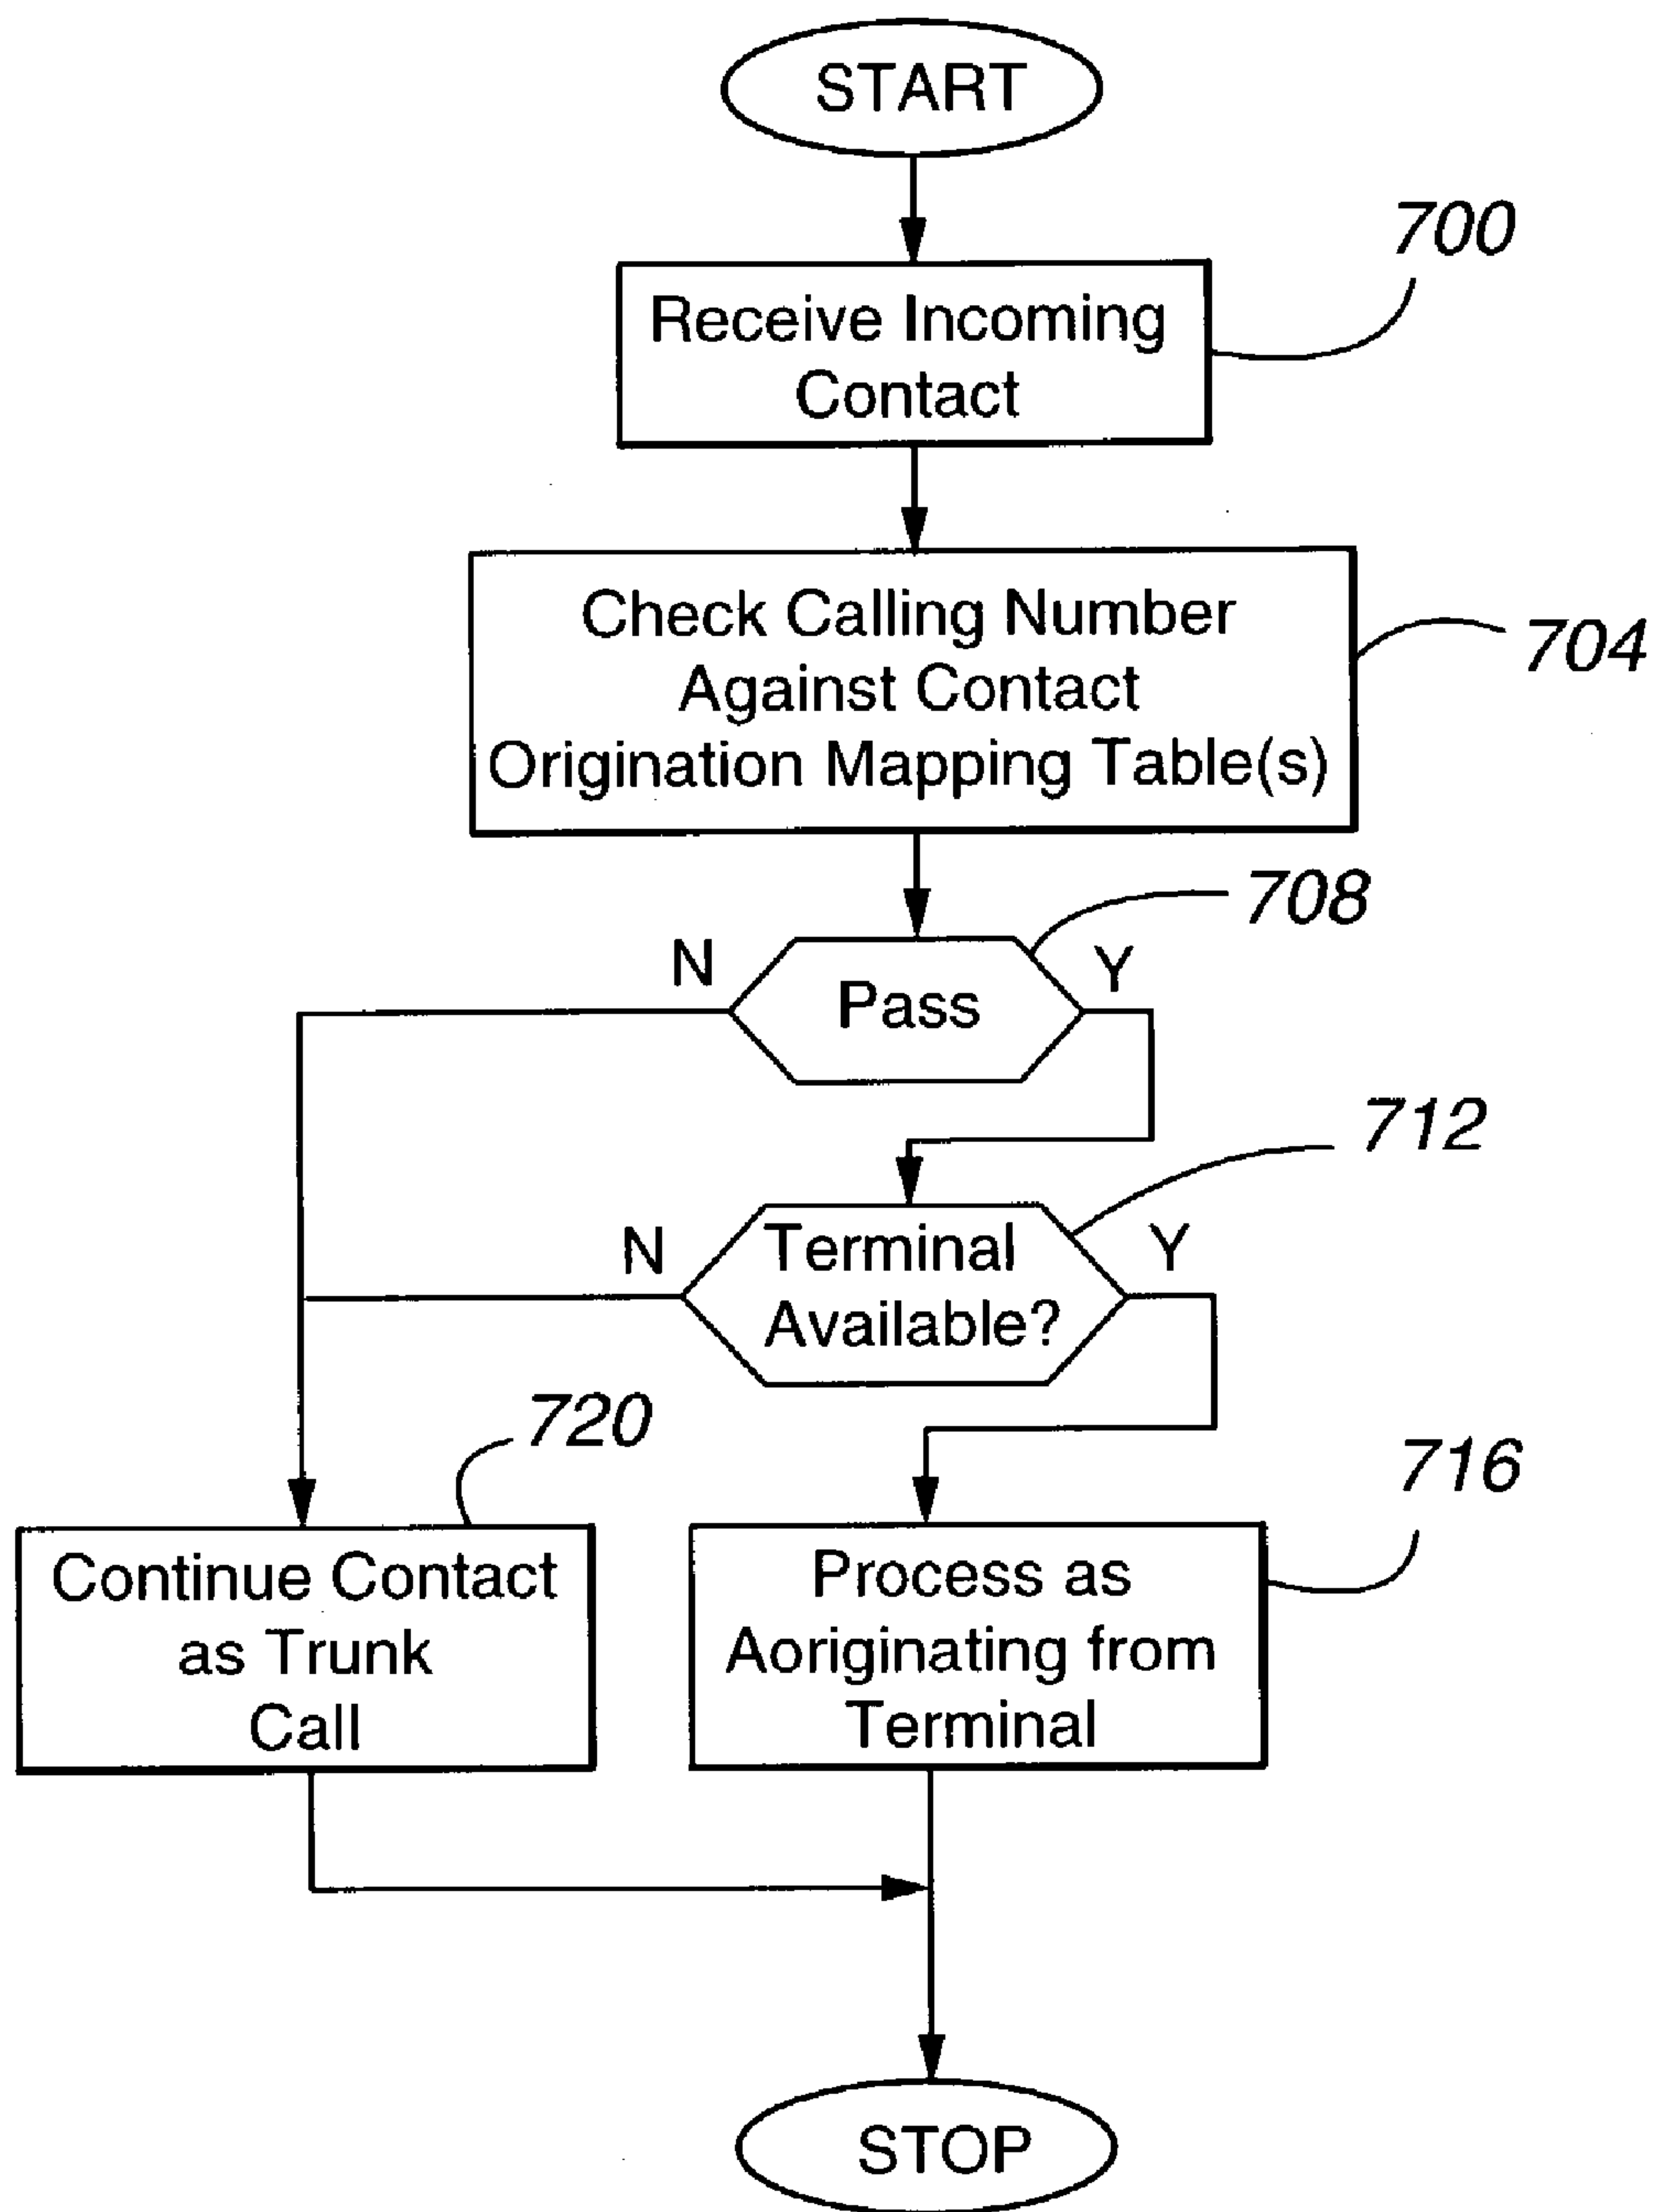 START
700
Receive Incoming
Contact
Check Calling Number
Against Contact
Origination Mapping Table(s)
704
708
N
Pass
Y
712
N
Terminal
Available?
Y
720
716
Continue Contact
as Trunk
Call
Process as
Aoriginating from
Terminal
STOP